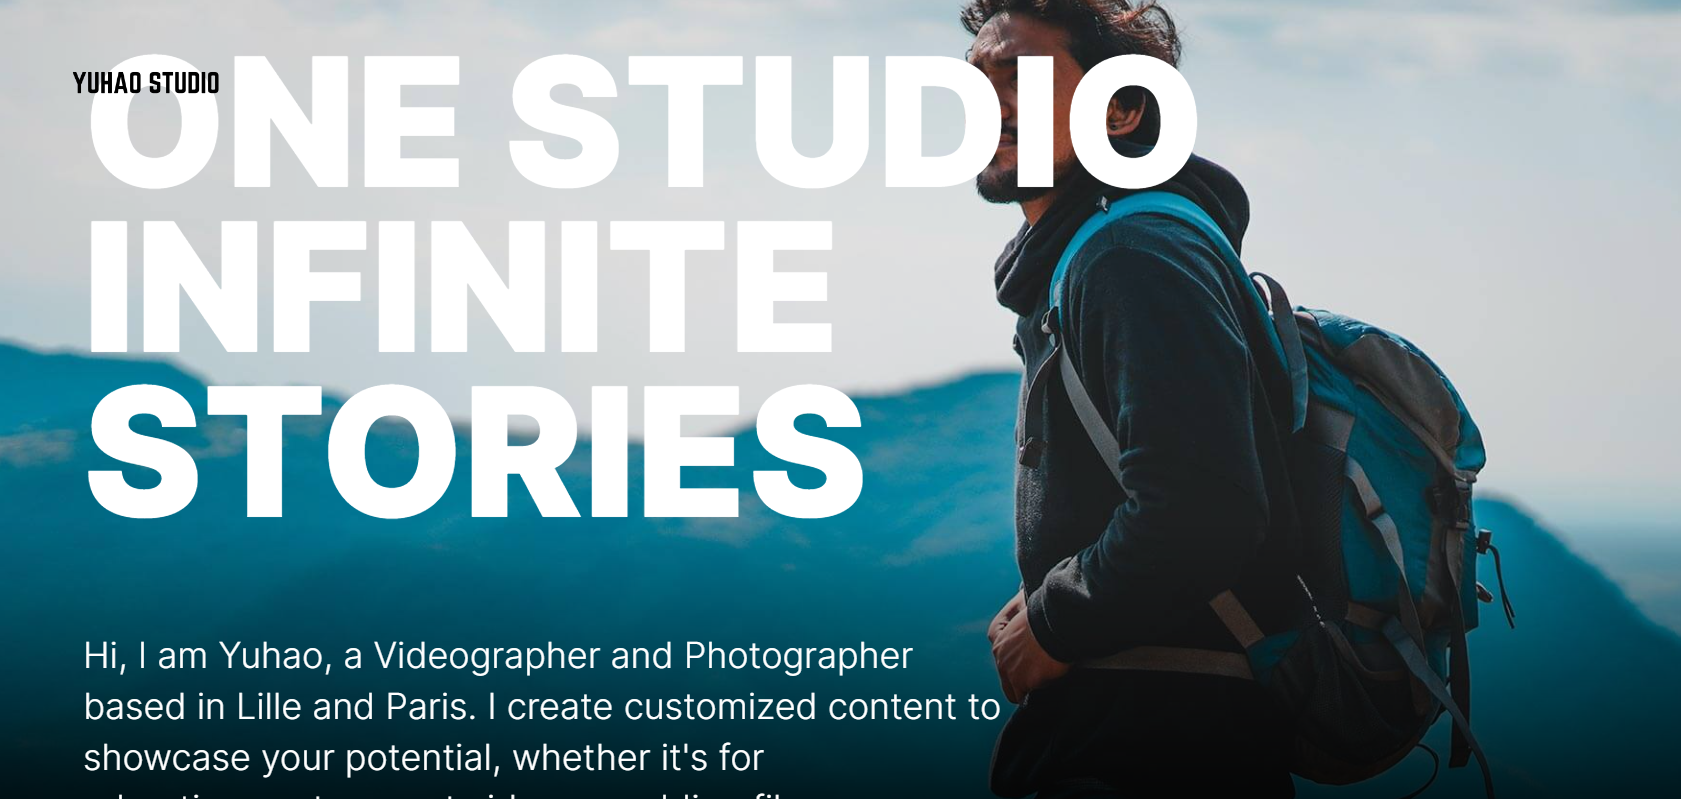 YUHAO STUDIO
ONE STUDIO
INFINITE
STORIES
Hi, I am Yuhao, a Videographer and Photographer
based in Lille and Paris. I create customized content to
showcase your potential, whether it's for